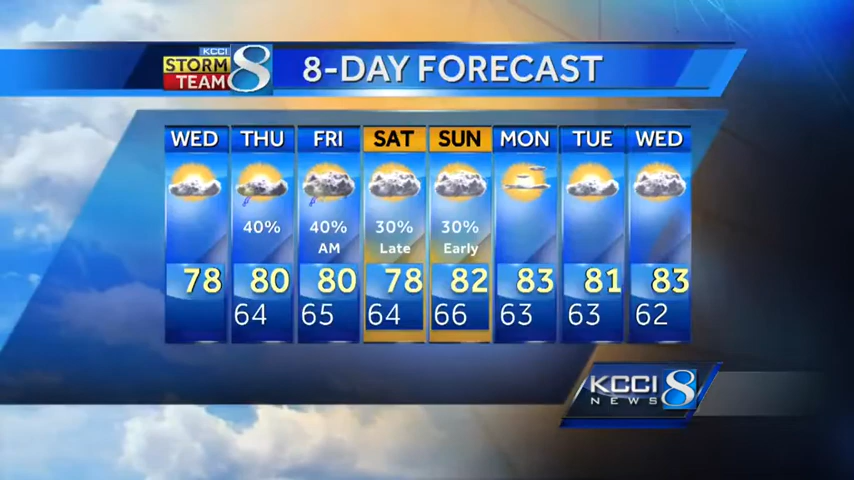 KCCI
STORM
TEAM
8
8-DAY FORECAST
WED THU FRI SAT SUN MON TUE WED
40% 40% 30% 30%
AM Late Early
78 80 80 78 82 83 81 83
64 65 64 66 63 63 62
KCCI 8
NEWS